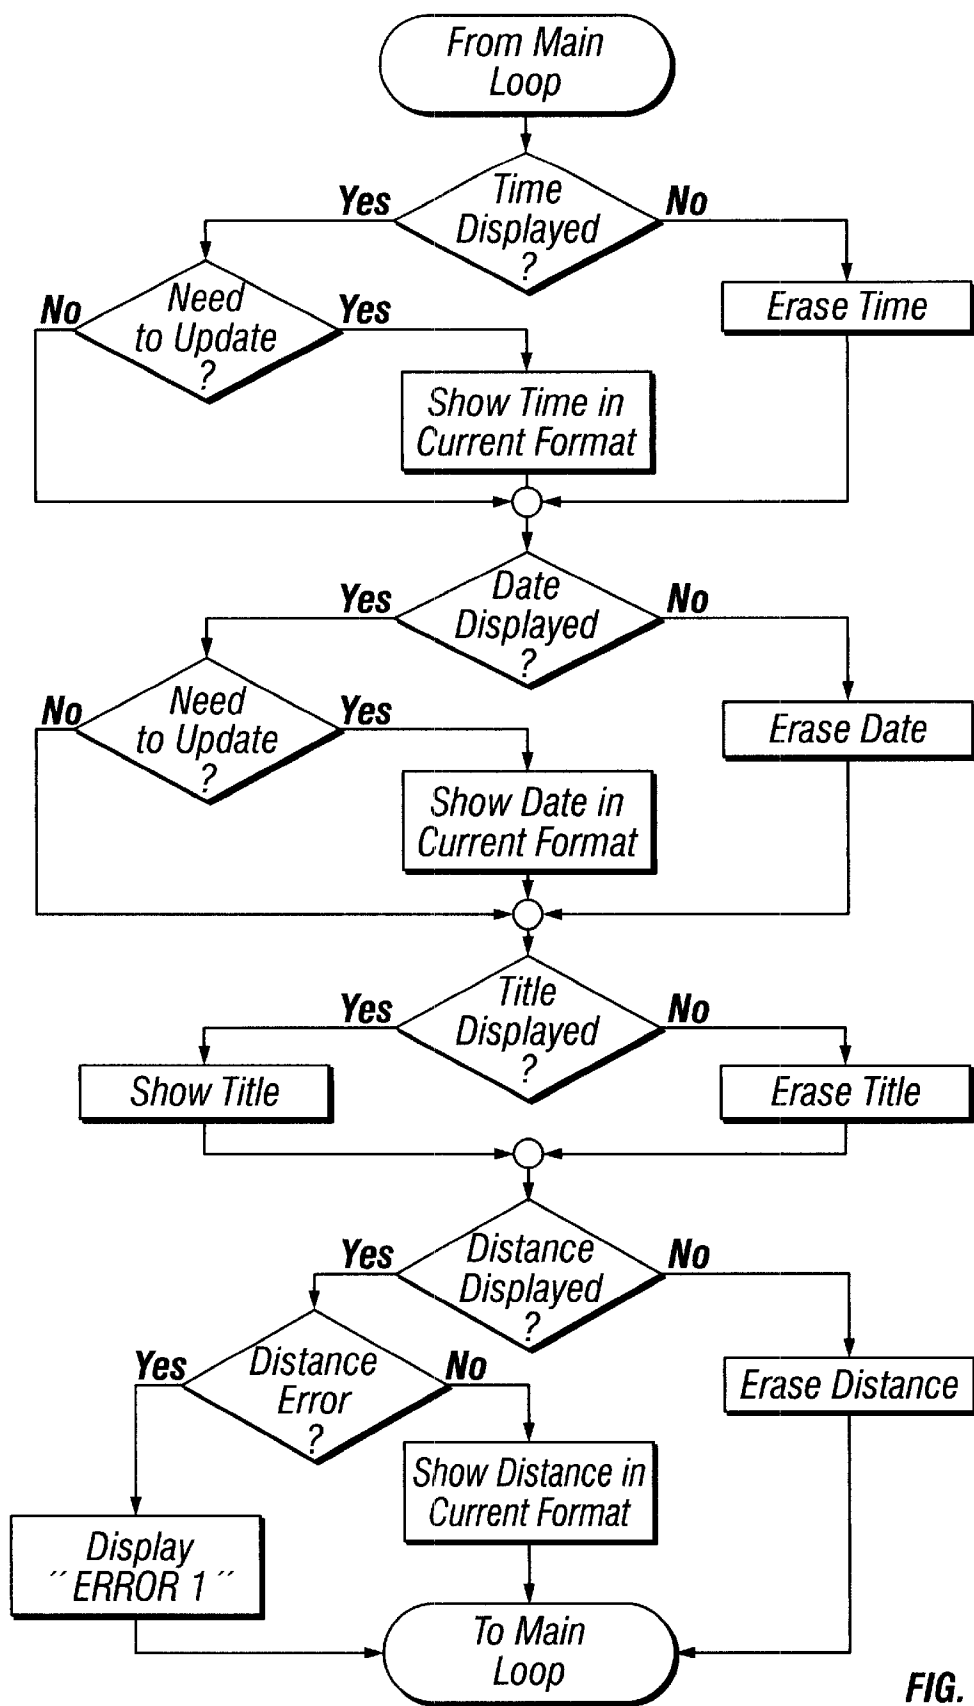 From Main
Loop
Time
Displayed
?
Yes
No
Need
to Update
?
No
Yes
Erase Time
Show Time in
Current Format
Date
Displayed
?
Yes
No
Need
to Update
?
No
Yes
Erase Date
Show Date in
Current Format
Title
Displayed
?
Yes
No
Show Title
Erase Title
Distance
Displayed
?
Yes
No
Distance
Error
?
Yes
No
Erase Distance
Show Distance in
Current Format
Display
˝ ERROR 1 ˝
To Main
Loop
FIG.